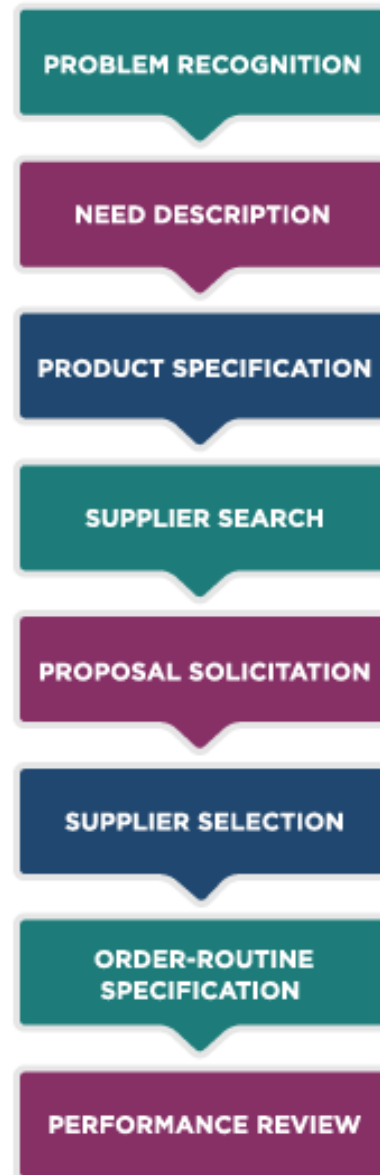 PROBLEM RECOGNITION
NEED DESCRIPTION
PRODUCT SPECIFICATION
SUPPLIER SEARCH
PROPOSAL SOLICITATION
SUPPLIER SELECTION
ORDER-ROUTINE
SPECIFICATION
PERFORMANCE REVIEW